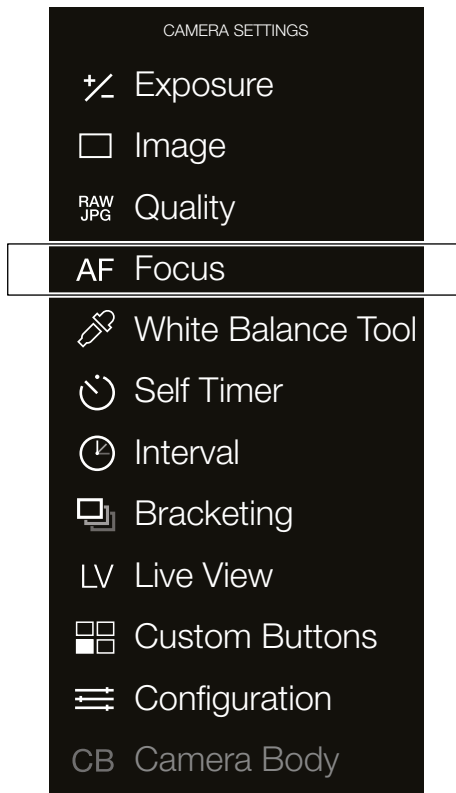 CAMERA SETTINGS
+/- Exposure
Image
RAW
JPG Quality
AF Focus
White Balance Tool
Self Timer
Interval
Bracketing
LV Live View
Custom Buttons
Configuration
CB Camera Body